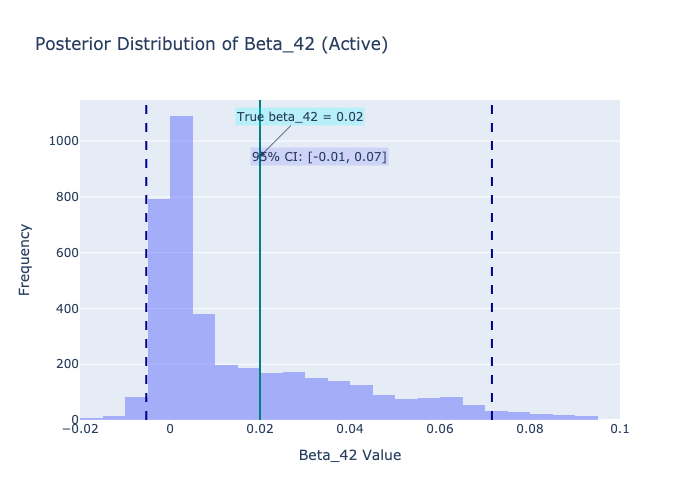 Posterior Distribution of Beta_42 (Active)
True beta_42 = 0.02
95% CI: [-0.01, 0.07]
1000
800
600
400
200
0
Frequency
−0.02
0
0.02
0.04
0.06
0.08
0.1
Beta_42 Value